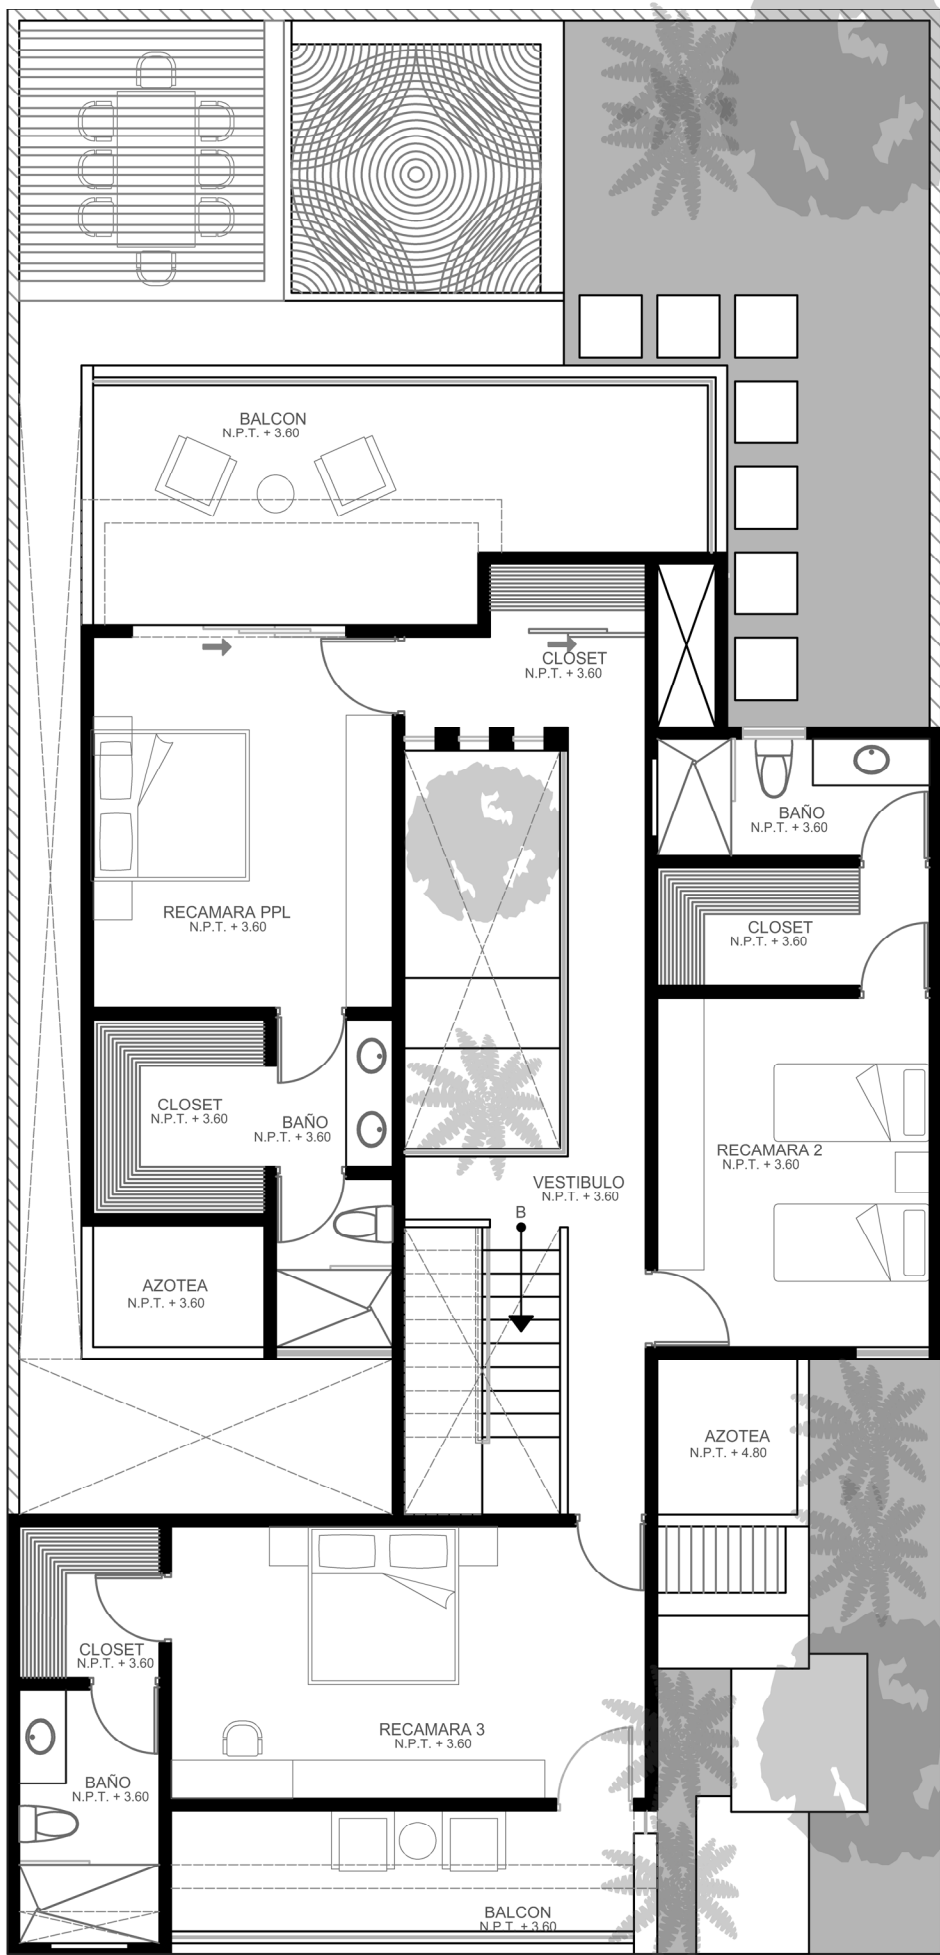 BALCON
N.P.T. + 3.60
CLOSET
N.P.T. + 3.60
BAÑO
N.P.T. + 3.60
RECAMARA PPL
N.P.T. + 3.60
CLOSET
N.P.T. + 3.60
CLOSET
N.P.T. + 3.60
BAÑO
N.P.T. + 3.60
RECAMARA 2
N.P.T. + 3.60
VESTIBULO
N.P.T. + 3.60
B
AZOTEA
N.P.T. + 3.60
AZOTEA
N.P.T. + 4.80
CLOSET
N.P.T. + 3.60
RECAMARA 3
N.P.T. + 3.60
BAÑO
N.P.T. + 3.60
BALCON
N.P.T. + 3.60